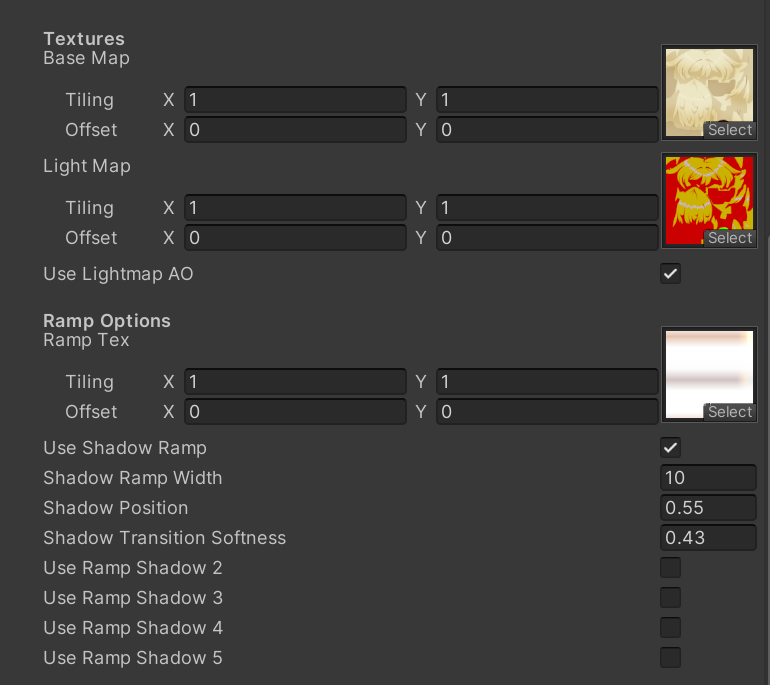 Textures
Base Map
Tiling X 1 Y 1
Offset X 0 Y 0
Select
Light Map
Tiling X 1 Y 1
Offset X 0 Y 0
Select
Use Lightmap AO
Ramp Options
Ramp Tex
Tiling X 1 Y 1
Offset X 0 Y 0
Select
Use Shadow Ramp
Shadow Ramp Width 10
Shadow Position 0.55
Shadow Transition Softness 0.43
Use Ramp Shadow 2
Use Ramp Shadow 3
Use Ramp Shadow 4
Use Ramp Shadow 5